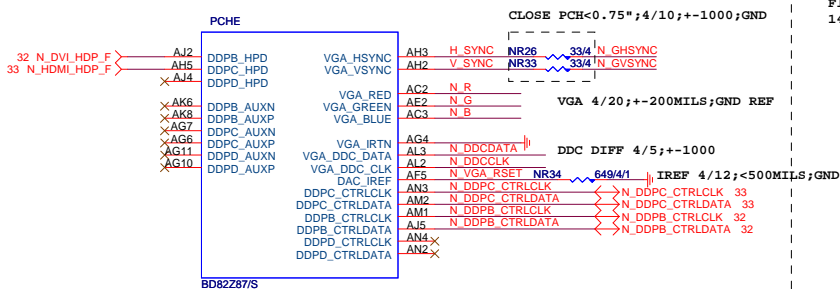 CLOSE PCH<0.75";4/10;+-1000;GND
PCHE
32 N_DVI_HDP_F AJ2 DDPB_HPD
33 N_HDMI_HDP_F AH5 DDPC_HPD
AJ4 DDPD_HPD
AK6 DDPB_AUXN
AK8 DDPB_AUXP
AG7 DDPC_AUXN
AG6 DDPC_AUXP
AG11 DDPD_AUXN
AG10 DDPD_AUXP
VGA_HSYNC AH3 H_SYNC NR26 33/4 N_GHSYNC
VGA_VSYNC AH2 V_SYNC NR33 33/4 N_GVSYNC
VGA_RED AC2 N_R
VGA_GREEN AE2 N_G
VGA_BLUE AC3 N_B
VGA 4/20;+-200MILS;GND REF
VGA_IRTN AG4
VGA_DDC_DATA AL3 N_DDCDATA
VGA_DDC_CLK AL2 N_DDCCLK
DDC DIFF 4/5;+-1000
DAC_IREF AF5 N_VGA_RSET NR34 649/4/1 IREF 4/12;<500MILS;GND
DDPC_CTRLCLK AN3 N_DDPC_CTRLCLK N_DDPC_CTRLCLK 33
DDPC_CTRLDATA AM2 N_DDPC_CTRLDATA N_DDPC_CTRLDATA 33
DDPB_CTRLCLK AM1 N_DDPB_CTRLCLK N_DDPB_CTRLCLK 32
DDPB_CTRLDATA AJ5 N_DDPB_CTRLDATA N_DDPB_CTRLDATA 32
DDPD_CTRLCLK AN4
DDPD_CTRLDATA AN2
BD82Z87/S